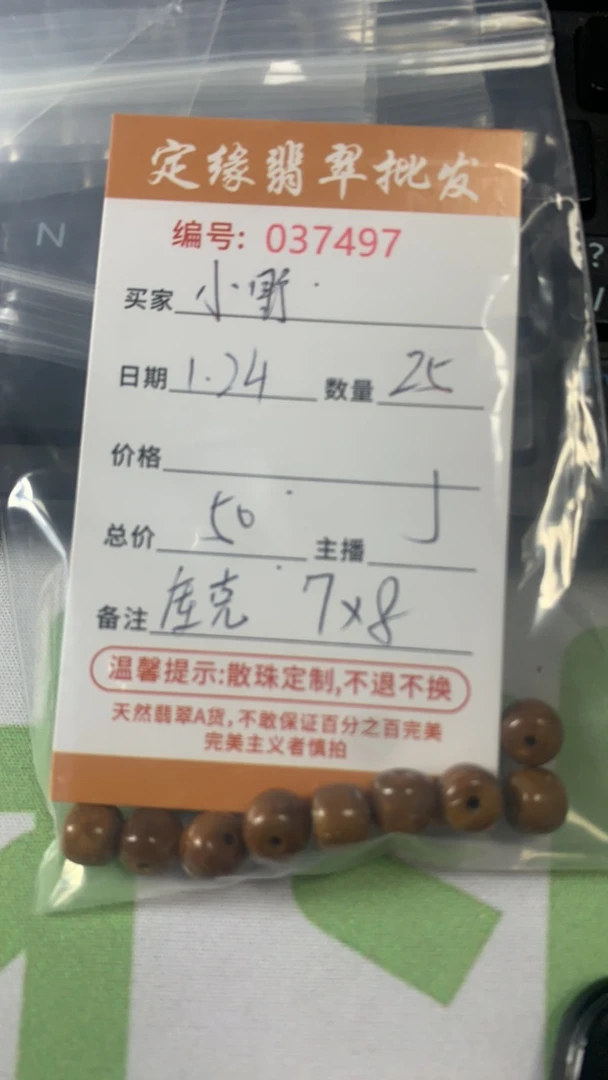 定缘翡翠批发
编号: 037497
买家 小野
日期 1.24 数量 25
价格
总价 50 主播 J
备注 库克 7x8
温馨提示:散珠定制,不退不换
天然翡翠A货,不敢保证百分之百完美
完美主义者慎拍
N
?
/